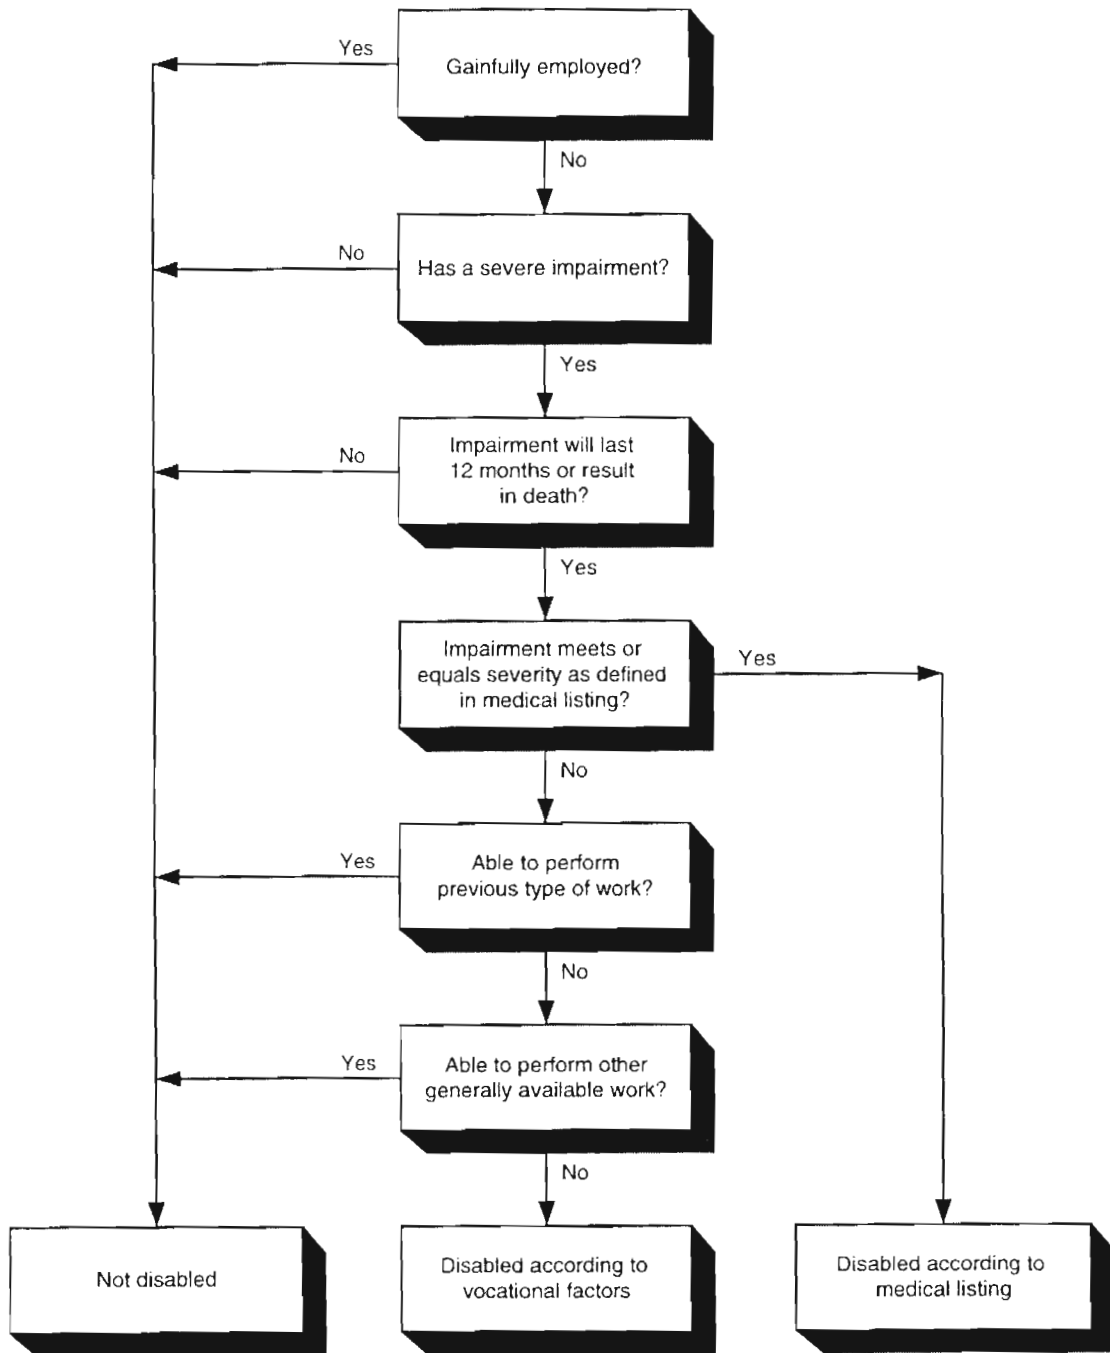 Yes
Gainfully employed?
No
No
Has a severe impairment?
Yes
No
Impairment will last
12 months or result
in death?
Yes
Impairment meets or
equals severity as defined
in medical listing?
Yes
No
Yes
Able to perform
previous type of work?
No
Yes
Able to perform other
generally available work?
No
Not disabled
Disabled according to
vocational factors
Disabled according to
medical listing